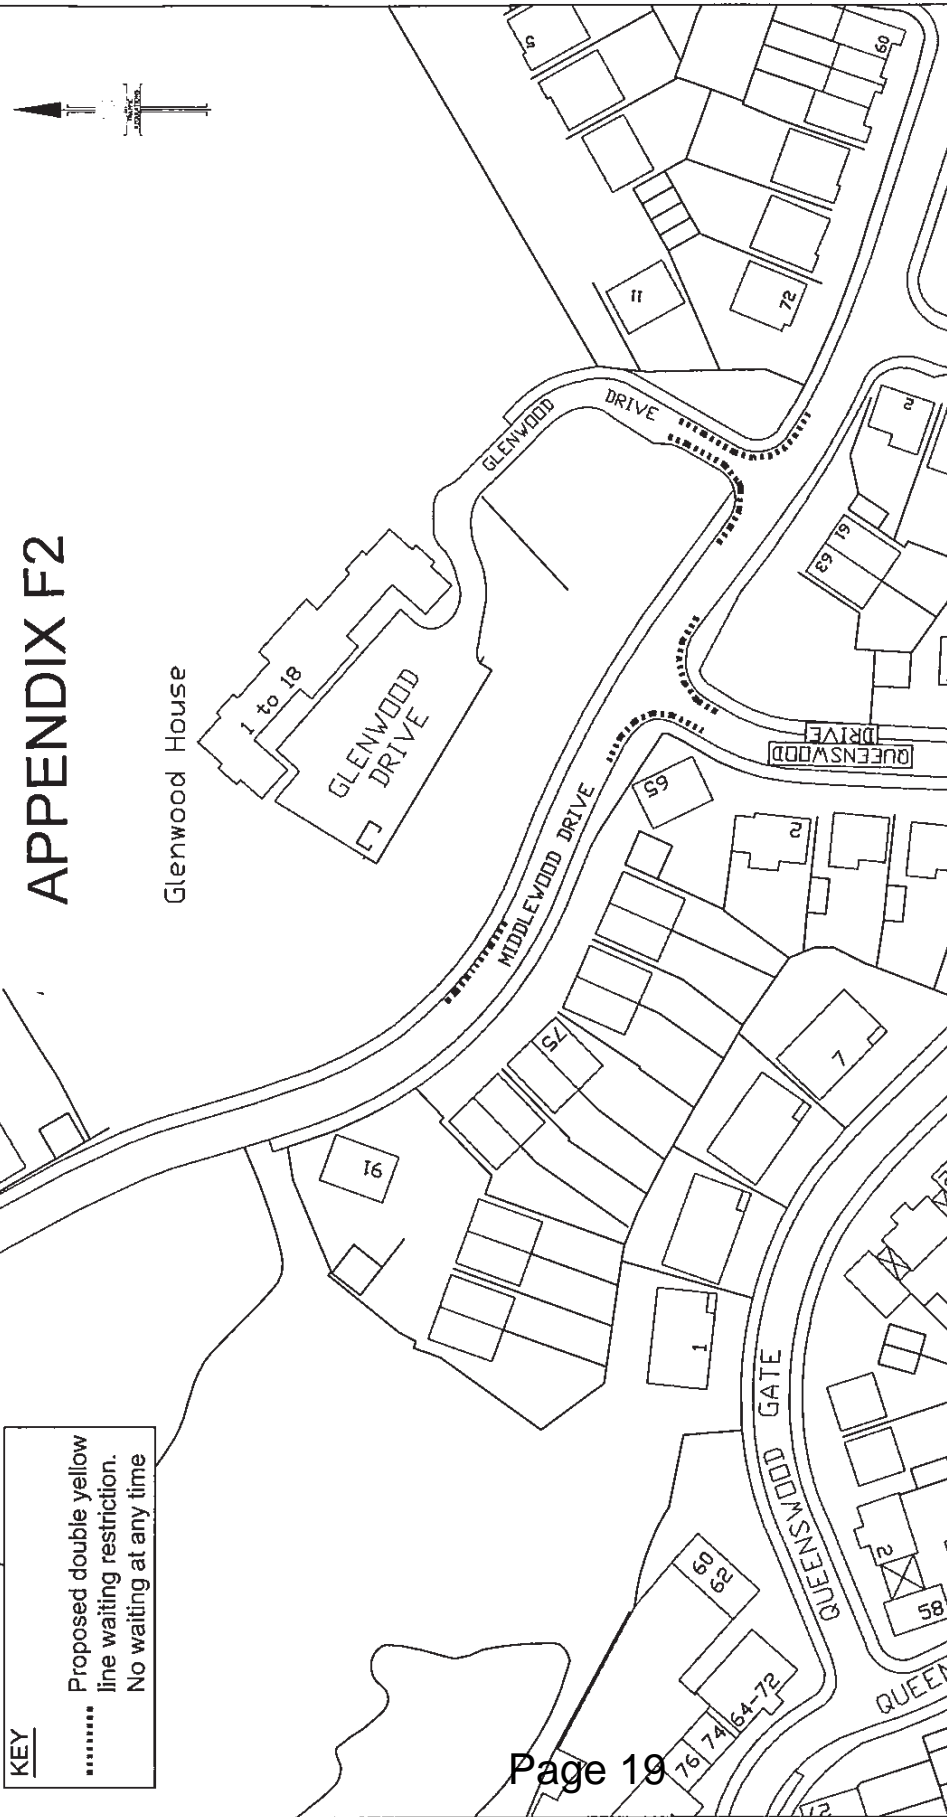 APPENDIX F2
KEY
Proposed double yellow
line waiting restriction.
No waiting at any time
Glenwood House
1 to 18
GLENWOOD
DRIVE
GLENWOOD
DRIVE
MIDDLEWOOD DRIVE
QUEENSWOOD
DRIVE
QUEENSWOOD GATE
QUEEN
5
60
11
72
2
61
63
65
2
75
7
91
1
60
62
64-72
74
76
2
58
27
Page 19